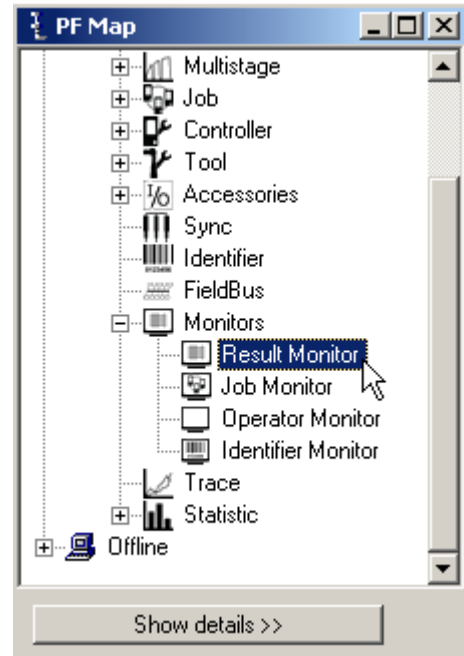 PF Map
Multistage
Job
Controller
Tool
I/O Accessories
Sync
Identifier
FieldBus
Monitors
Result Monitor
Job Monitor
Operator Monitor
Identifier Monitor
Trace
Statistic
Offline
Show details >>